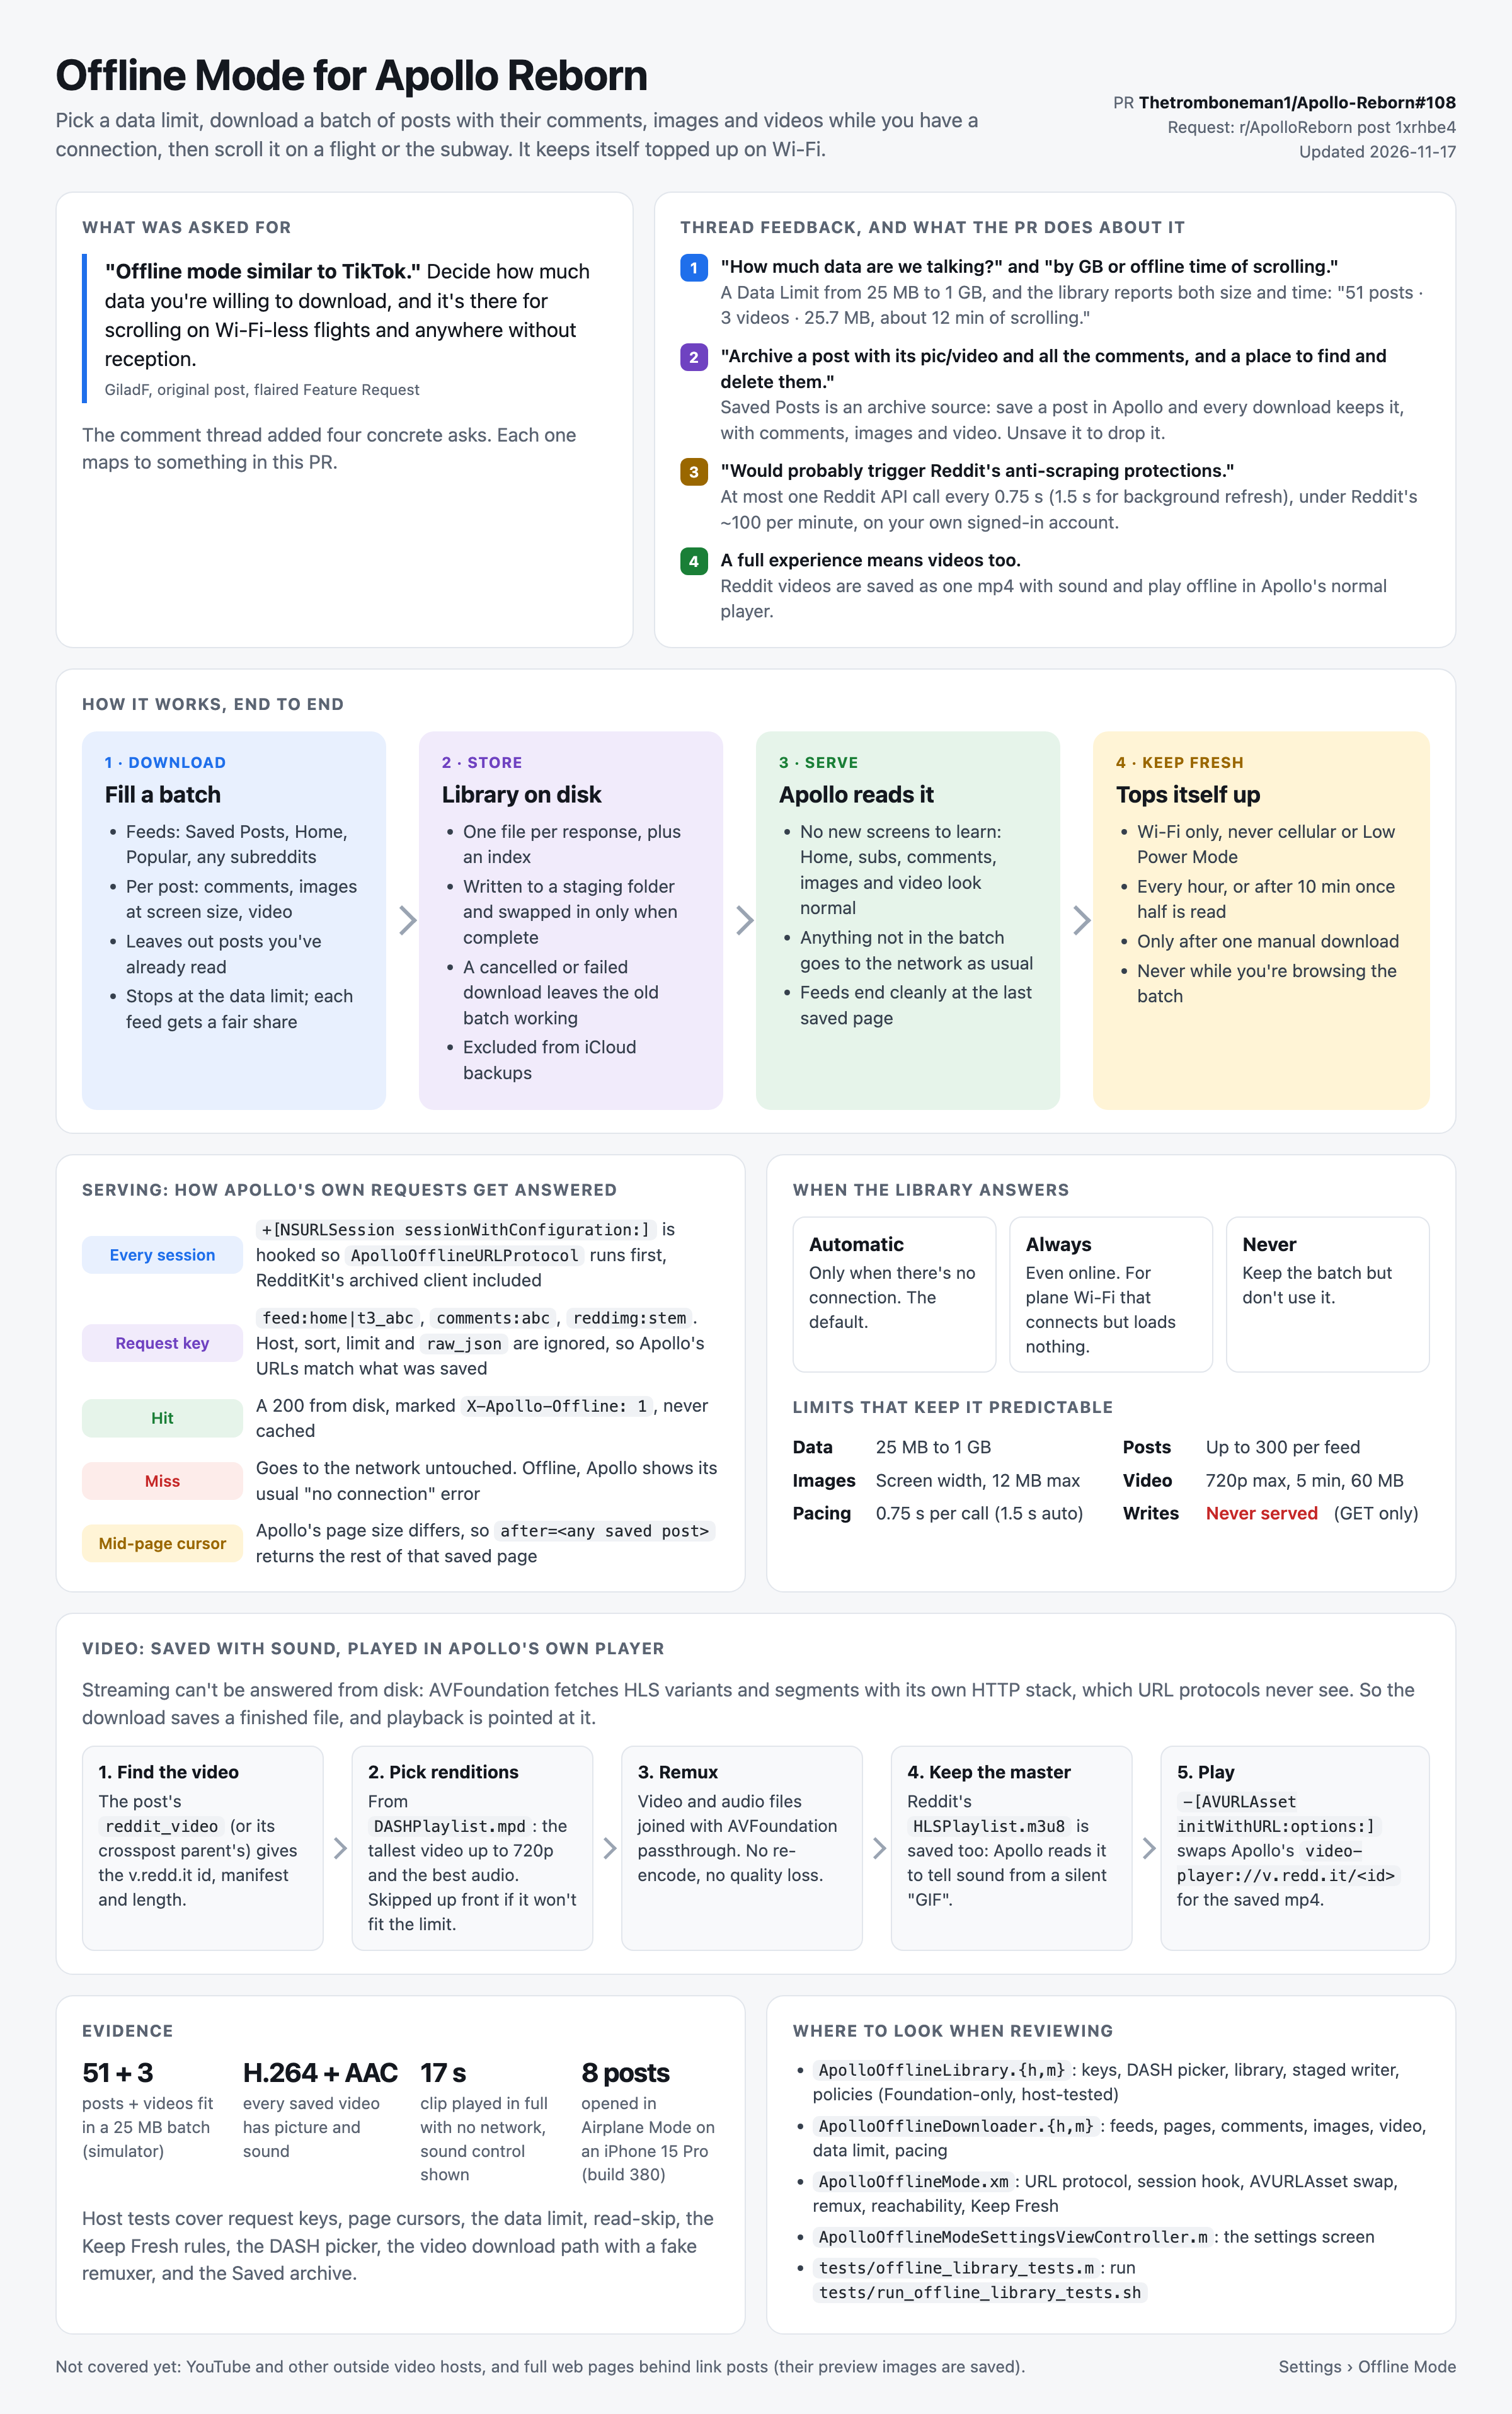 Offline Mode for Apollo Reborn
Pick a data limit, download a batch of posts with their comments, images and videos while you have a
connection, then scroll it on a flight or the subway. It keeps itself topped up on Wi-Fi.
PR Thetromboneman1/Apollo-Reborn#108
Request: r/ApolloReborn post 1xrhbe4
Updated 2026-11-17
WHAT WAS ASKED FOR
"Offline mode similar to TikTok." Decide how much
data you're willing to download, and it's there for
scrolling on Wi-Fi-less flights and anywhere without
reception.
GiladF, original post, flaired Feature Request
The comment thread added four concrete asks. Each one
maps to something in this PR.
THREAD FEEDBACK, AND WHAT THE PR DOES ABOUT IT
1 "How much data are we talking?" and "by GB or offline time of scrolling."
A Data Limit from 25 MB to 1 GB, and the library reports both size and time: "51 posts ·
3 videos · 25.7 MB, about 12 min of scrolling."
2 "Archive a post with its pic/video and all the comments, and a place to find and
delete them."
Saved Posts is an archive source: save a post in Apollo and every download keeps it,
with comments, images and video. Unsave it to drop it.
3 "Would probably trigger Reddit's anti-scraping protections."
At most one Reddit API call every 0.75 s (1.5 s for background refresh), under Reddit's
~100 per minute, on your own signed-in account.
4 A full experience means videos too.
Reddit videos are saved as one mp4 with sound and play offline in Apollo's normal
player.
HOW IT WORKS, END TO END
1 · DOWNLOAD
Fill a batch
• Feeds: Saved Posts, Home,
Popular, any subreddits
• Per post: comments, images
at screen size, video
• Leaves out posts you've
already read
• Stops at the data limit; each
feed gets a fair share
2 · STORE
Library on disk
• One file per response, plus
an index
• Written to a staging folder
and swapped in only when
complete
• A cancelled or failed
download leaves the old
batch working
• Excluded from iCloud
backups
3 · SERVE
Apollo reads it
• No new screens to learn:
Home, subs, comments,
images and video look
normal
• Anything not in the batch
goes to the network as usual
• Feeds end cleanly at the last
saved page
4 · KEEP FRESH
Tops itself up
• Wi-Fi only, never cellular or Low
Power Mode
• Every hour, or after 10 min once
half is read
• Only after one manual download
• Never while you're browsing the
batch
SERVING: HOW APOLLO'S OWN REQUESTS GET ANSWERED
Every session
+[NSURLSession sessionWithConfiguration:] is
hooked so ApolloOfflineURLProtocol runs first,
RedditKit's archived client included
Request key
feed:home|t3_abc, comments:abc, reddimg:stem.
Host, sort, limit and raw_json are ignored, so Apollo's
URLs match what was saved
Hit
A 200 from disk, marked X-Apollo-Offline: 1, never
cached
Miss
Goes to the network untouched. Offline, Apollo shows its
usual "no connection" error
Mid-page cursor
Apollo's page size differs, so after=<any saved post>
returns the rest of that saved page
WHEN THE LIBRARY ANSWERS
Automatic
Only when there's no
connection. The
default.
Always
Even online. For
plane Wi-Fi that
connects but loads
nothing.
Never
Keep the batch but
don't use it.
LIMITS THAT KEEP IT PREDICTABLE
Data 25 MB to 1 GB Posts Up to 300 per feed
Images Screen width, 12 MB max Video 720p max, 5 min, 60 MB
Pacing 0.75 s per call (1.5 s auto) Writes Never served (GET only)
VIDEO: SAVED WITH SOUND, PLAYED IN APOLLO'S OWN PLAYER
Streaming can't be answered from disk: AVFoundation fetches HLS variants and segments with its own HTTP stack, which URL protocols never see. So the
download saves a finished file, and playback is pointed at it.
1. Find the video
The post's
reddit_video (or its
crosspost parent's) gives
the v.redd.it id, manifest
and length.
2. Pick renditions
From
DASHPlaylist.mpd: the
tallest video up to 720p
and the best audio.
Skipped up front if it won't
fit the limit.
3. Remux
Video and audio files
joined with AVFoundation
passthrough. No re-
encode, no quality loss.
4. Keep the master
Reddit's
HLSPlaylist.m3u8 is
saved too: Apollo reads it
to tell sound from a silent
"GIF".
5. Play
-[AVURLAsset
initWithURL:options:]
swaps Apollo's video-
player://v.redd.it/<id>
for the saved mp4.
EVIDENCE
51 + 3
posts + videos fit
in a 25 MB batch
(simulator)
H.264 + AAC
every saved video
has picture and
sound
17 s
clip played in full
with no network,
sound control
shown
8 posts
opened in
Airplane Mode on
an iPhone 15 Pro
(build 380)
Host tests cover request keys, page cursors, the data limit, read-skip, the
Keep Fresh rules, the DASH picker, the video download path with a fake
remuxer, and the Saved archive.
WHERE TO LOOK WHEN REVIEWING
• ApolloOfflineLibrary.{h,m}: keys, DASH picker, library, staged writer,
policies (Foundation-only, host-tested)
• ApolloOfflineDownloader.{h,m}: feeds, pages, comments, images, video,
data limit, pacing
• ApolloOfflineMode.xm: URL protocol, session hook, AVURLAsset swap,
remux, reachability, Keep Fresh
• ApolloOfflineModeSettingsViewController.m: the settings screen
• tests/offline_library_tests.m: run
tests/run_offline_library_tests.sh
Not covered yet: YouTube and other outside video hosts, and full web pages behind link posts (their preview images are saved).
Settings › Offline Mode